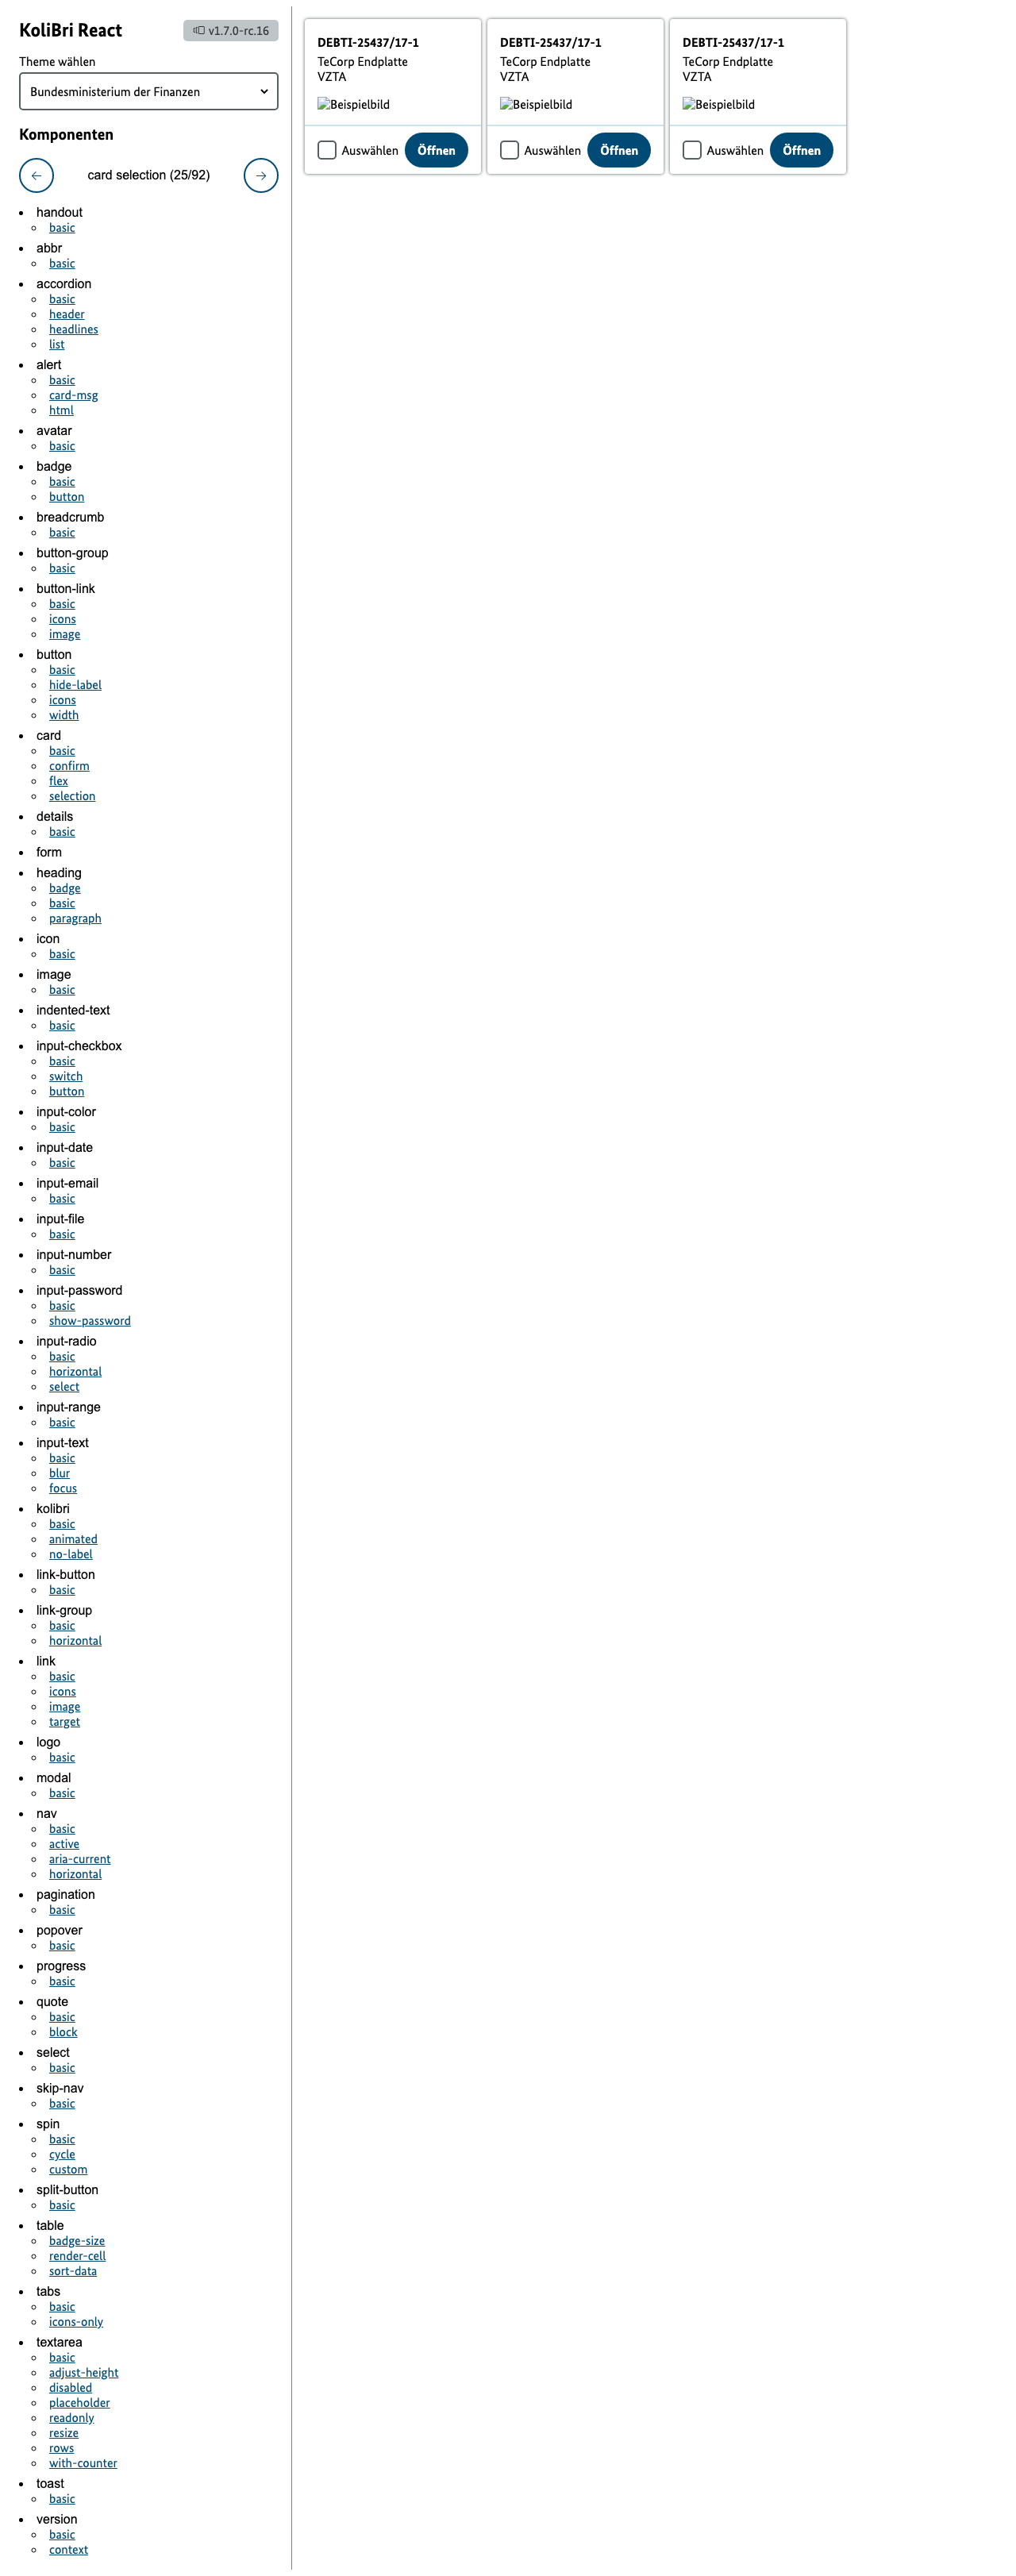 KoliBri React
v1.7.0-rc.16
Theme wählen
Bundesministerium der Finanzen
Komponenten
card selection (25/92)
handout
basic
abbr
basic
accordion
basic
header
headlines
list
alert
basic
card-msg
html
avatar
basic
badge
basic
button
breadcrumb
basic
button-group
basic
button-link
basic
icons
image
button
basic
hide-label
icons
width
card
basic
confirm
flex
selection
details
basic
form
heading
badge
basic
paragraph
icon
basic
image
basic
indented-text
basic
input-checkbox
basic
switch
button
input-color
basic
input-date
basic
input-email
basic
input-file
basic
input-number
basic
input-password
basic
show-password
input-radio
basic
horizontal
select
input-range
basic
input-text
basic
blur
focus
kolibri
basic
animated
no-label
link-button
basic
link-group
basic
horizontal
link
basic
icons
image
target
logo
basic
modal
basic
nav
basic
active
aria-current
horizontal
pagination
basic
popover
basic
progress
basic
quote
basic
block
select
basic
skip-nav
basic
spin
basic
cycle
custom
split-button
basic
table
badge-size
render-cell
sort-data
tabs
basic
icons-only
textarea
basic
adjust-height
disabled
placeholder
readonly
resize
rows
with-counter
toast
basic
version
basic
context
DEBTI-25437/17-1
TeCorp Endplatte
VZTA
Beispielbild
Auswählen Öffnen
DEBTI-25437/17-1
TeCorp Endplatte
VZTA
Beispielbild
Auswählen Öffnen
DEBTI-25437/17-1
TeCorp Endplatte
VZTA
Beispielbild
Auswählen Öffnen